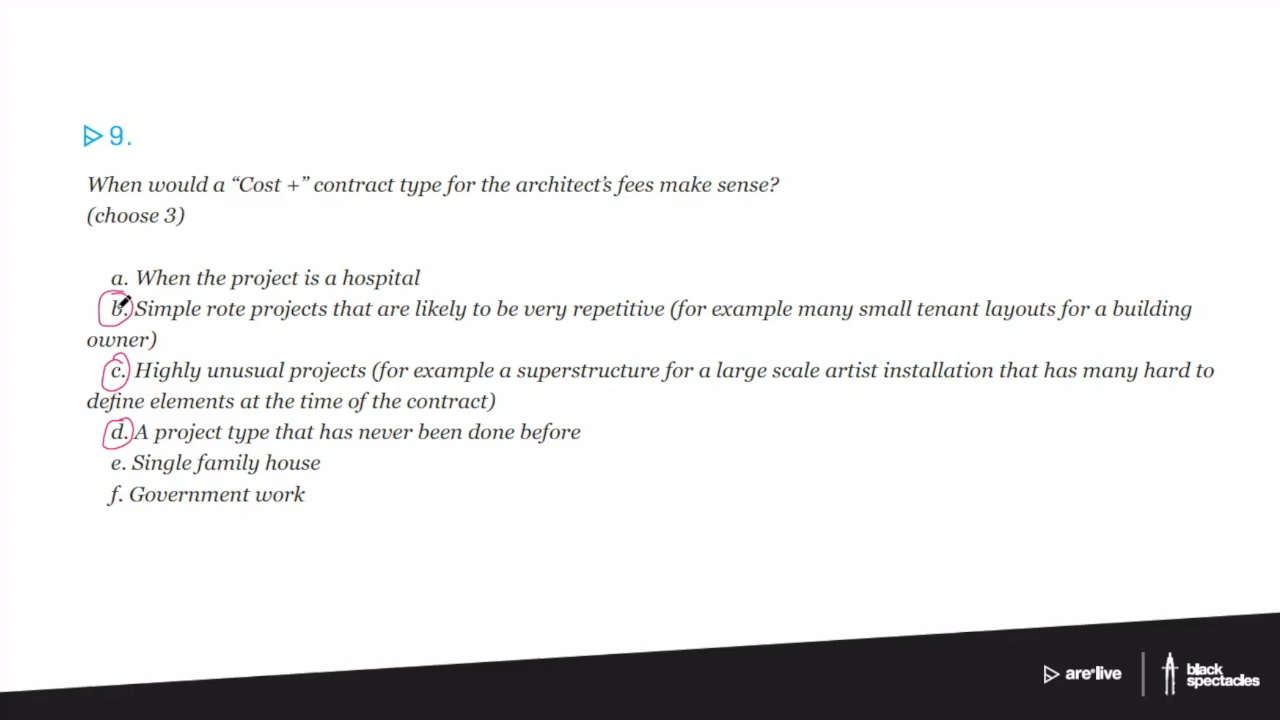 9.
When would a “Cost +” contract type for the architect’s fees make sense?
(choose 3)
a. When the project is a hospital
b. Simple rote projects that are likely to be very repetitive (for example many small tenant layouts for a building
owner)
c. Highly unusual projects (for example a superstructure for a large scale artist installation that has many hard to
define elements at the time of the contract)
d. A project type that has never been done before
e. Single family house
f. Government work
are*live
black
spectacles